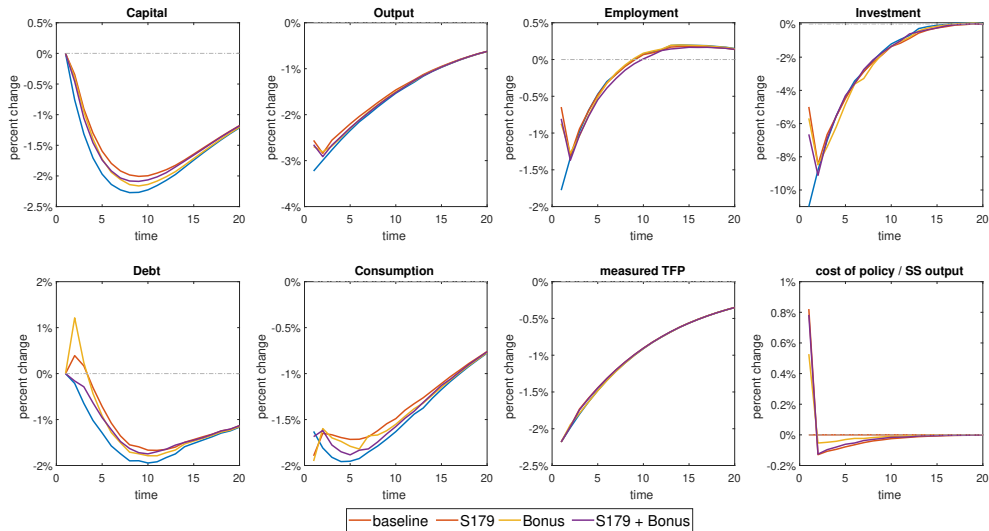 Capital
Output
Employment
Investment
0.5%
0%
-0.5%
-1%
-1.5%
-2%
-2.5%
percent change
0 5 10 15 20
time
0%
-1%
-2%
-3%
-4%
percent change
0 5 10 15 20
time
0.5%
0%
-0.5%
-1%
-1.5%
-2%
percent change
0 5 10 15 20
time
0%
-2%
-4%
-6%
-8%
-10%
percent change
0 5 10 15 20
time
Debt
Consumption
measured TFP
cost of policy / SS output
2%
1%
0%
-1%
-2%
percent change
0 5 10 15 20
time
0%
-0.5%
-1%
-1.5%
-2%
percent change
0 5 10 15 20
time
0%
-0.5%
-1%
-1.5%
-2%
-2.5%
percent change
0 5 10 15 20
time
1%
0.8%
0.6%
0.4%
0.2%
0%
-0.2%
percent change
0 5 10 15 20
time
baseline S179 Bonus S179 + Bonus